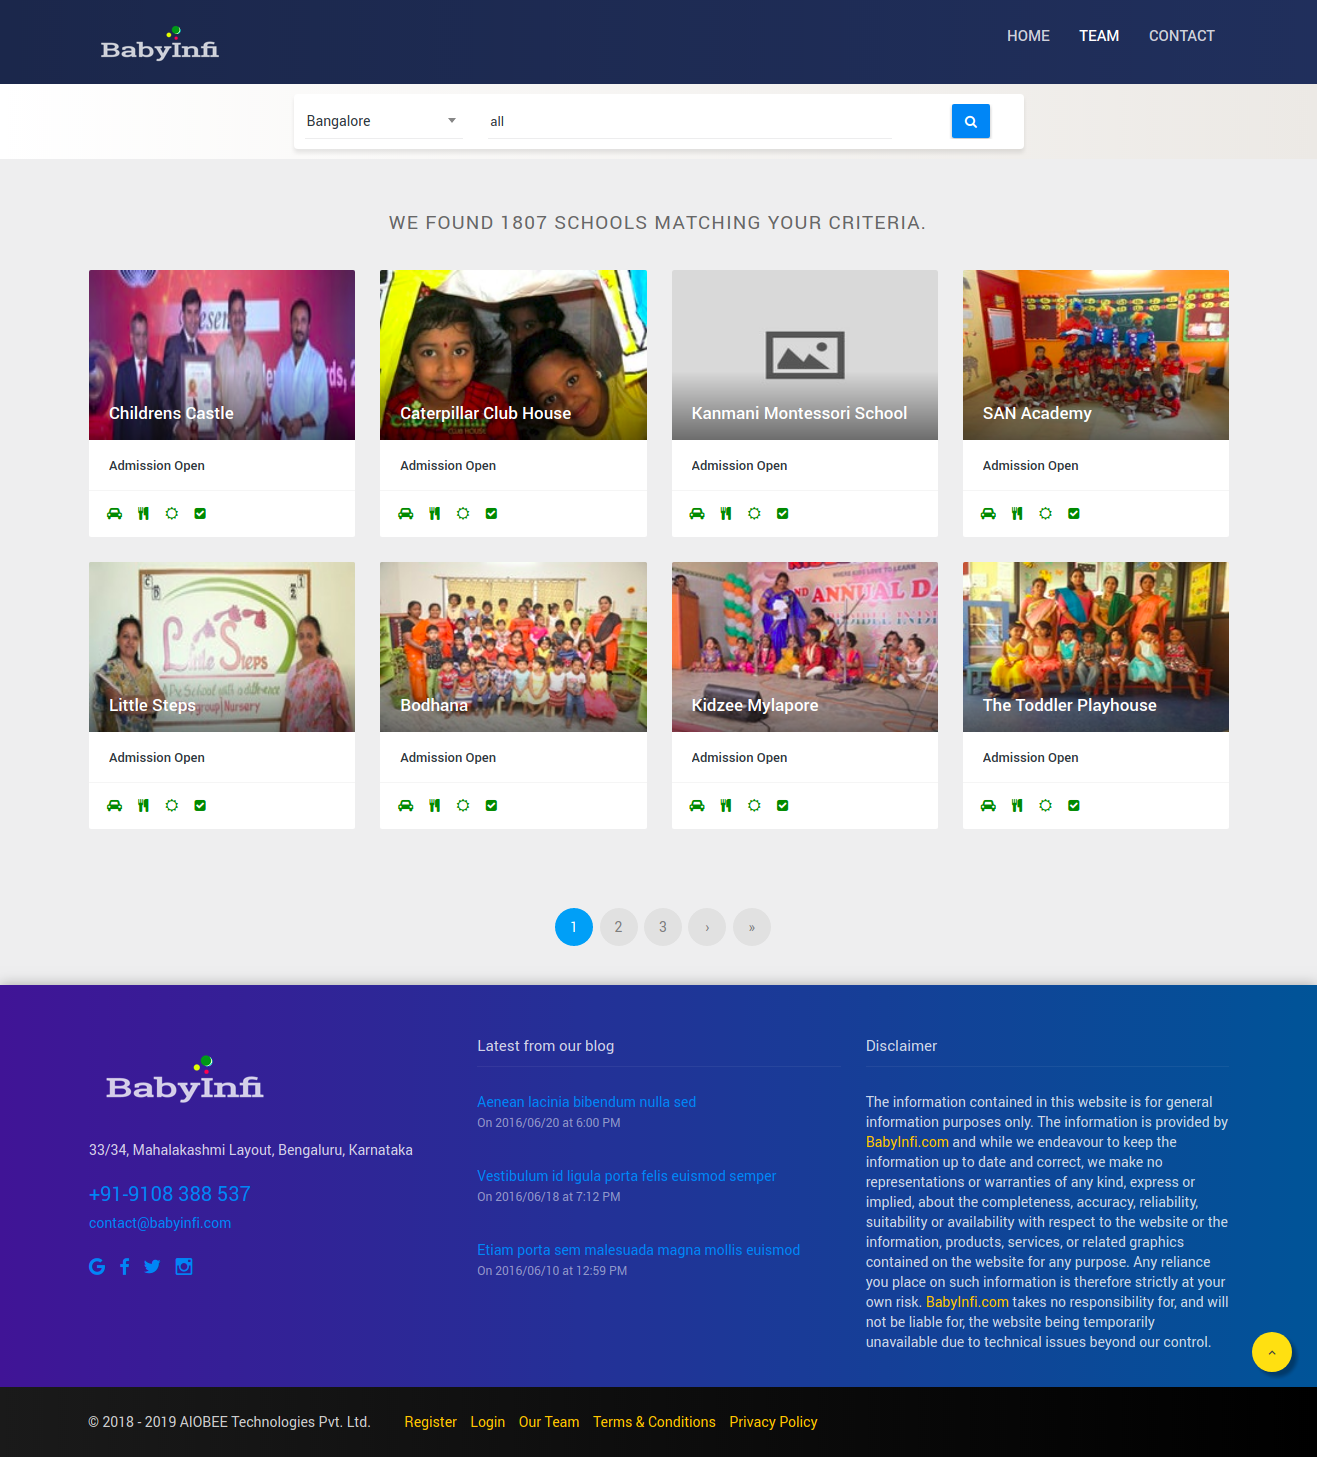 BabyInfi
HOME TEAM CONTACT
Bangalore all
WE FOUND 1807 SCHOOLS MATCHING YOUR CRITERIA.
Childrens Castle
Caterpillar Club House
Kanmani Montessori School
SAN Academy
Admission Open
Admission Open
Admission Open
Admission Open
Little Steps
A Pre School with a difference
group|Nursery
Little Steps
Bodhana
ANNUAL
Kidzee Mylapore
The Toddler Playhouse
Admission Open
Admission Open
Admission Open
Admission Open
1 2 3 › »
BabyInfi
33/34, Mahalakashmi Layout, Bengaluru, Karnataka
+91-9108 388 537
contact@babyinfi.com
Latest from our blog
Aenean lacinia bibendum nulla sed
On 2016/06/20 at 6:00 PM
Vestibulum id ligula porta felis euismod semper
On 2016/06/18 at 7:12 PM
Etiam porta sem malesuada magna mollis euismod
On 2016/06/10 at 12:59 PM
Disclaimer
The information contained in this website is for general
information purposes only. The information is provided by
BabyInfi.com and while we endeavour to keep the
information up to date and correct, we make no
representations or warranties of any kind, express or
implied, about the completeness, accuracy, reliability,
suitability or availability with respect to the website or the
information, products, services, or related graphics
contained on the website for any purpose. Any reliance
you place on such information is therefore strictly at your
own risk. BabyInfi.com takes no responsibility for, and will
not be liable for, the website being temporarily
unavailable due to technical issues beyond our control.
© 2018 - 2019 AIOBEE Technologies Pvt. Ltd. Register Login Our Team Terms & Conditions Privacy Policy